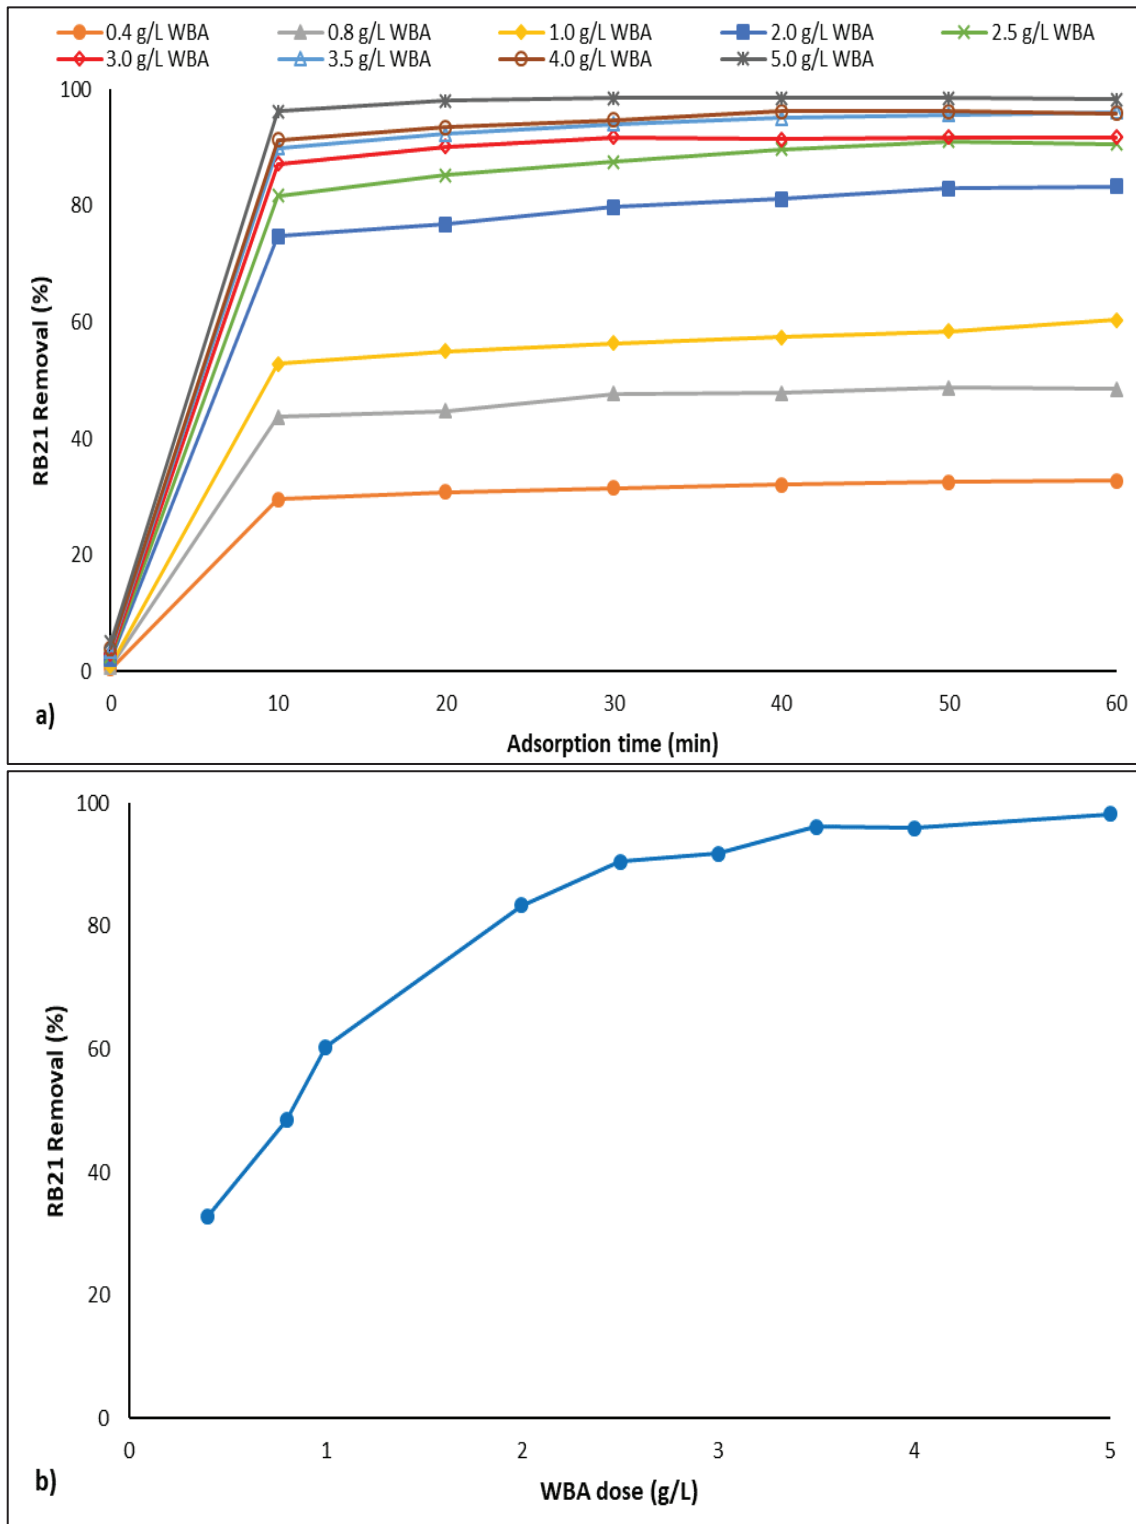 0.4 g/L WBA 0.8 g/L WBA 1.0 g/L WBA 2.0 g/L WBA 2.5 g/L WBA
3.0 g/L WBA 3.5 g/L WBA 4.0 g/L WBA 5.0 g/L WBA
100
80
60
40
20
0
RB21 Removal (%)
0 10 20 30 40 50 60
Adsorption time (min)
a)
100
80
60
40
20
0
RB21 Removal (%)
0 1 2 3 4 5
WBA dose (g/L)
b)